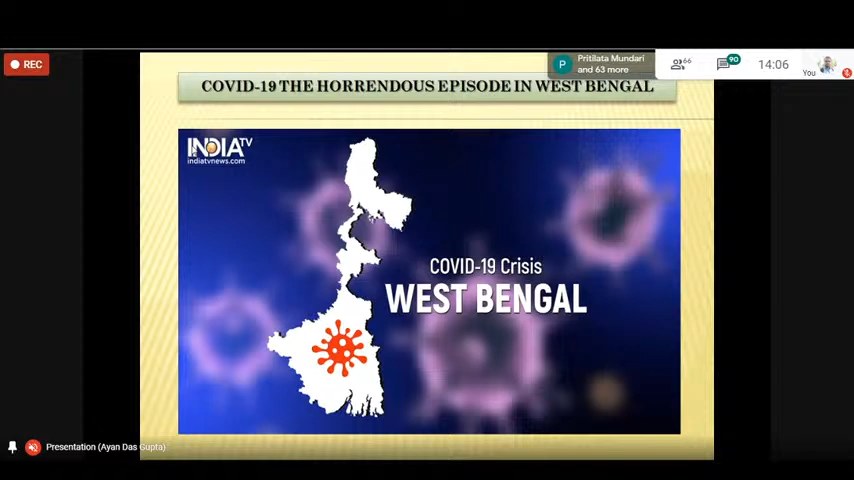 REC
Pritilata Mundari
and 63 more
P
66
90
14:06
You
COVID-19 THE HORRENDOUS EPISODE IN WEST BENGAL
INDIA TV
indiatvnews.com
COVID-19 Crisis
WEST BENGAL
Presentation (Ayan Das Gupta)